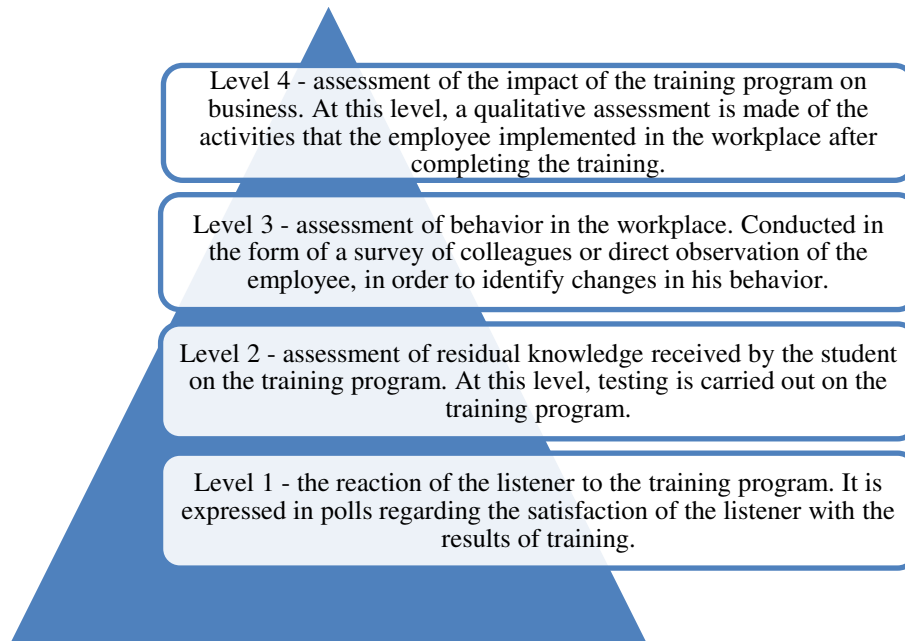 Level 4 - assessment of the impact of the training program on
business. At this level, a qualitative assessment is made of the
activities that the employee implemented in the workplace after
completing the training.
Level 3 - assessment of behavior in the workplace. Conducted in
the form of a survey of colleagues or direct observation of the
employee, in order to identify changes in his behavior.
Level 2 - assessment of residual knowledge received by the student
on the training program. At this level, testing is carried out on the
training program.
Level 1 - the reaction of the listener to the training program. It is
expressed in polls regarding the satisfaction of the listener with the
results of training.